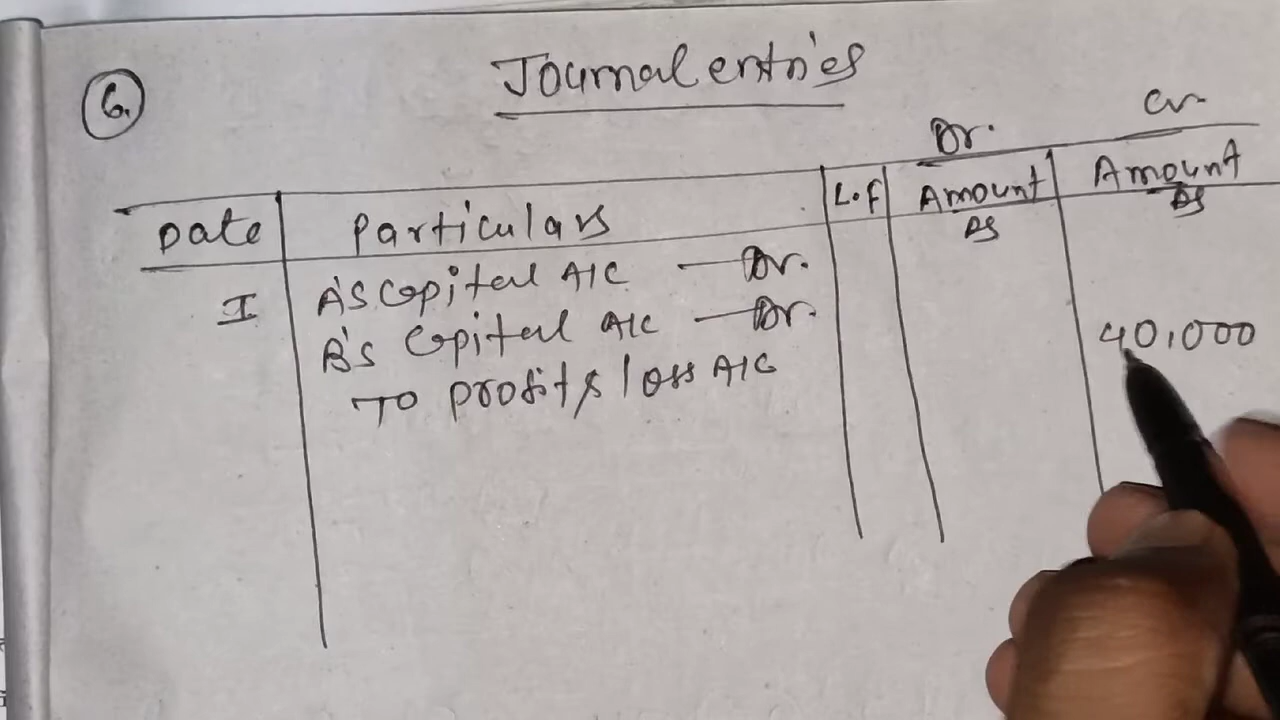 6.
Journal entries
Dr.
Cr
Date Particulars L.f Amount Rs Amount Rs
I A's Capital A/C — Dr.
B's Capital A/C — Dr.
To profit & loss A/C 40,000